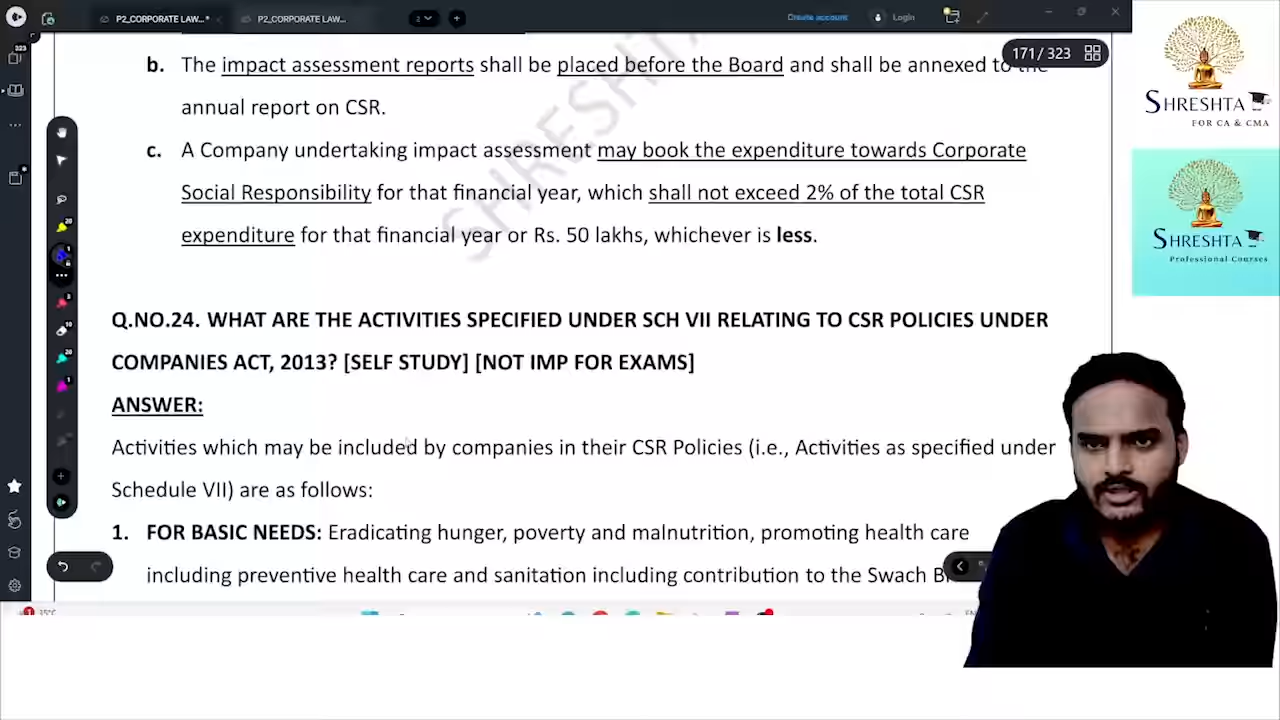 P2_CORPORATE LAW...*
P2_CORPORATE LAW...
2
Create account
Login
323
171/323
b. The impact assessment reports shall be placed before the Board and shall be annexed to the
annual report on CSR.
c. A Company undertaking impact assessment may book the expenditure towards Corporate
Social Responsibility for that financial year, which shall not exceed 2% of the total CSR
expenditure for that financial year or Rs. 50 lakhs, whichever is less.
Q.NO.24. WHAT ARE THE ACTIVITIES SPECIFIED UNDER SCH VII RELATING TO CSR POLICIES UNDER
COMPANIES ACT, 2013? [SELF STUDY] [NOT IMP FOR EXAMS]
ANSWER:
Activities which may be included by companies in their CSR Policies (i.e., Activities as specified under
Schedule VII) are as follows:
1. FOR BASIC NEEDS: Eradicating hunger, poverty and malnutrition, promoting health care
including preventive health care and sanitation including contribution to the Swach
35°C
SHRESHTA
SHRESHTA
FOR CA & CMA
SHRESHTA
Professional Courses